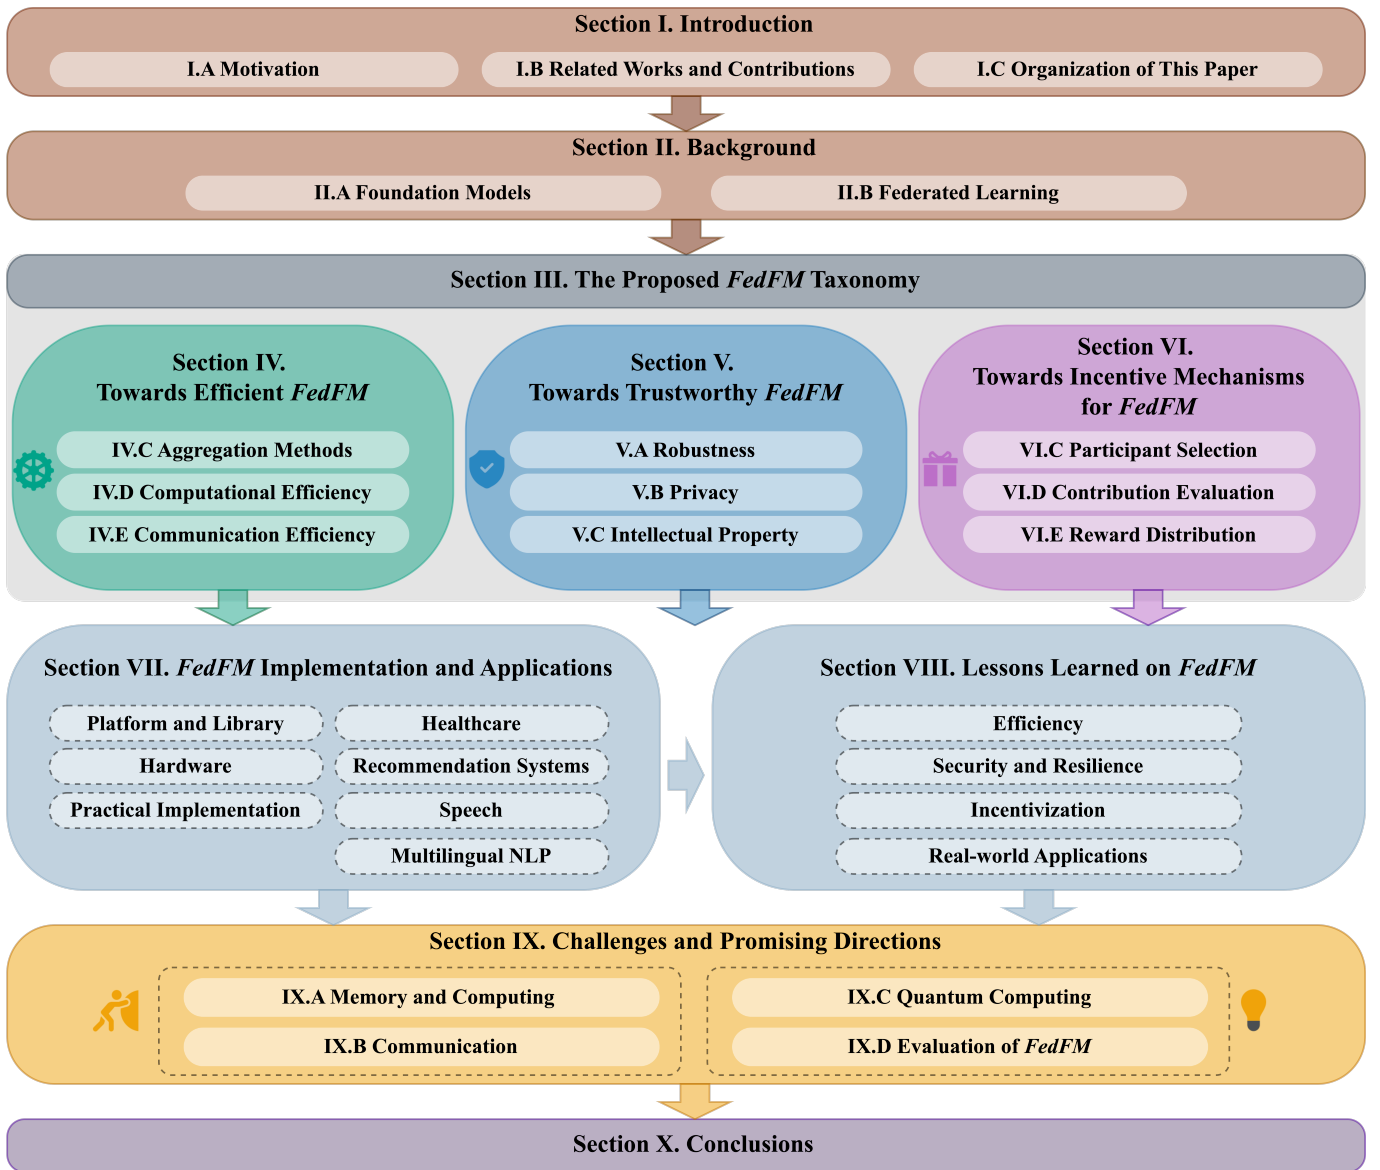 Section I. Introduction
I.A Motivation
I.B Related Works and Contributions
I.C Organization of This Paper
Section II. Background
II.A Foundation Models
II.B Federated Learning
Section III. The Proposed FedFM Taxonomy
Section IV.
Towards Efficient FedFM
IV.C Aggregation Methods
IV.D Computational Efficiency
IV.E Communication Efficiency
Section V.
Towards Trustworthy FedFM
V.A Robustness
V.B Privacy
V.C Intellectual Property
Section VI.
Towards Incentive Mechanisms
for FedFM
VI.C Participant Selection
VI.D Contribution Evaluation
VI.E Reward Distribution
Section VII. FedFM Implementation and Applications
Platform and Library
Hardware
Practical Implementation
Healthcare
Recommendation Systems
Speech
Multilingual NLP
Section VIII. Lessons Learned on FedFM
Efficiency
Security and Resilience
Incentivization
Real-world Applications
Section IX. Challenges and Promising Directions
IX.A Memory and Computing
IX.B Communication
IX.C Quantum Computing
IX.D Evaluation of FedFM
Section X. Conclusions